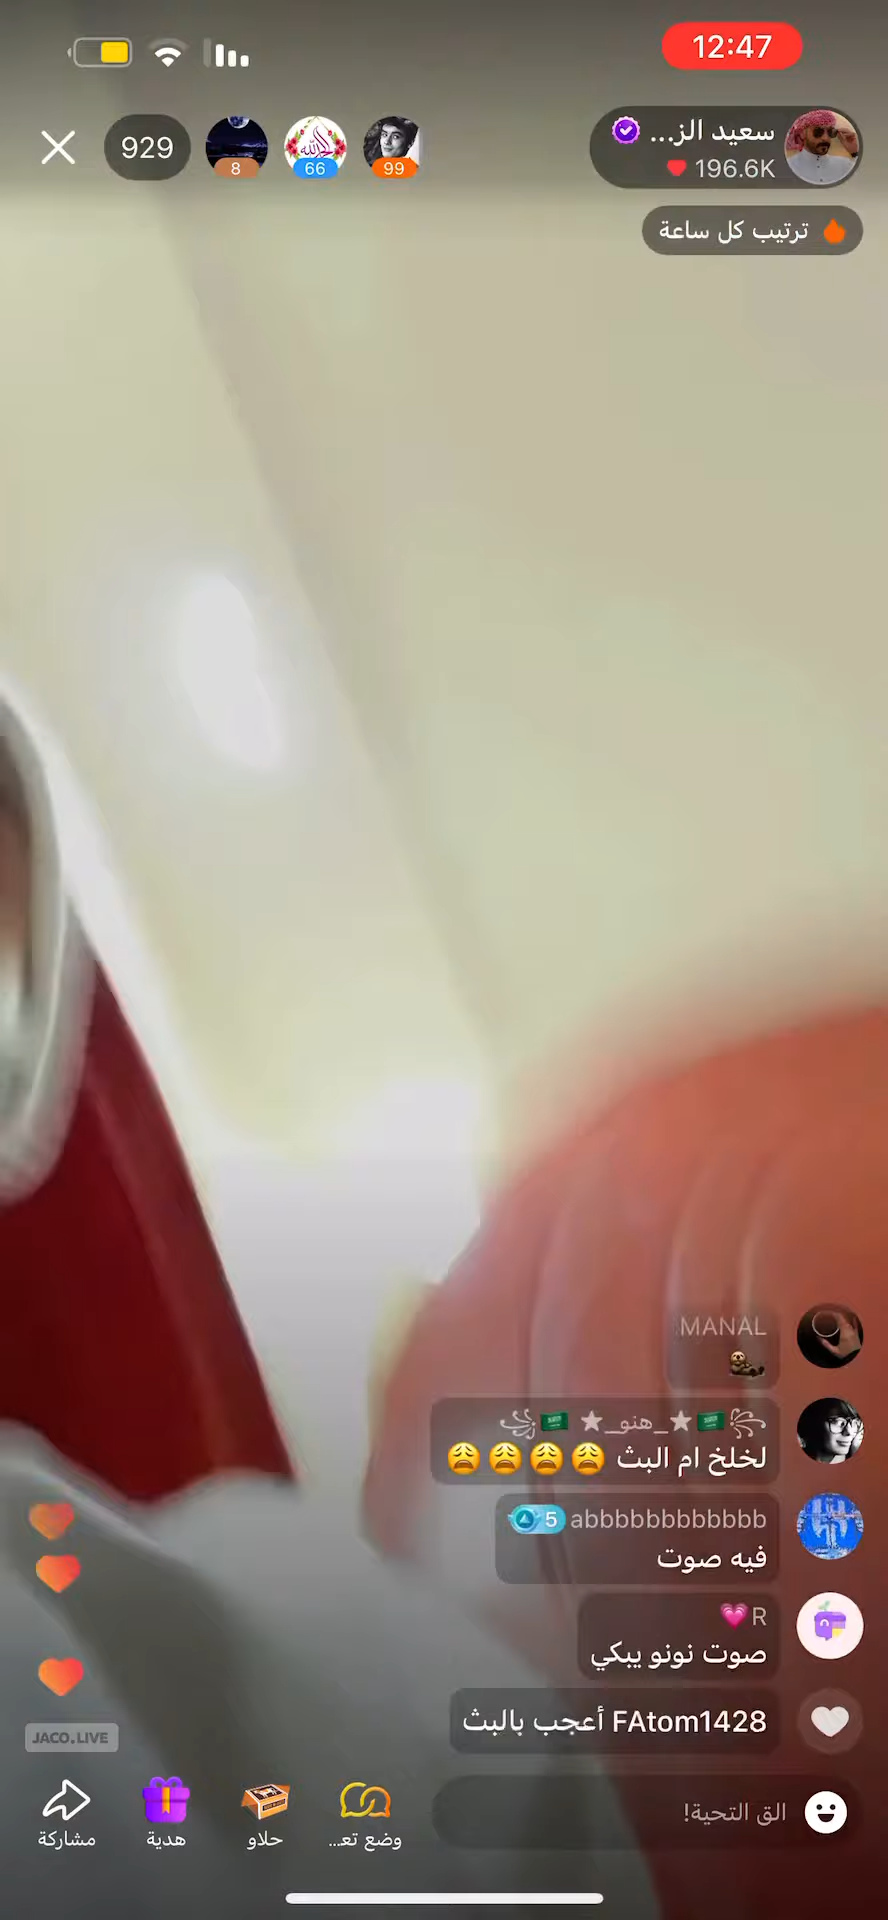 12:47
929
8
66
99
سعيد الز...
196.6K
ترتيب كل ساعة
MANAL
★_هنو_★
لخلخ ام البث
abbbbbbbbbbbb
5
فيه صوت
R
صوت نونو يبكي
FAtom1428 أعجب بالبث
JACO.LIVE
الق التحية!
وضع تعـ...
حلاو
هدية
مشاركة